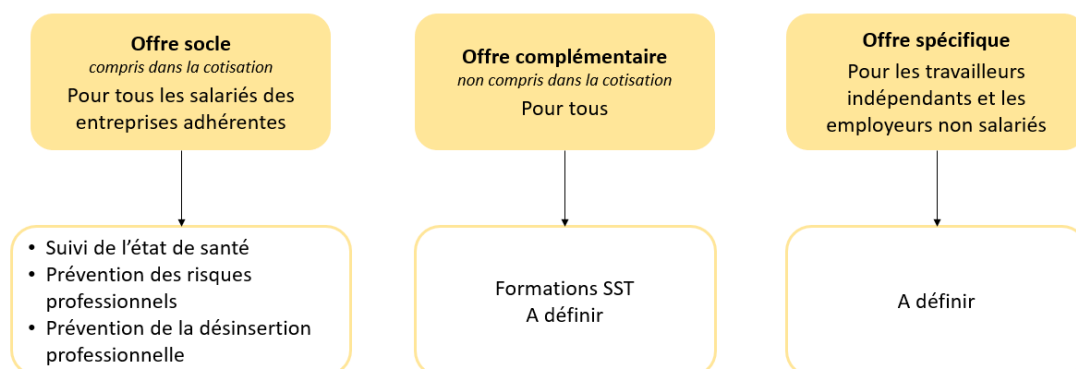 Offre socle
compris dans la cotisation
Pour tous les salariés des
entreprises adhérentes
Offre complémentaire
non compris dans la cotisation
Pour tous
Offre spécifique
Pour les travailleurs
indépendants et les
employeurs non salariés
• Suivi de l'état de santé
• Prévention des risques
professionnels
• Prévention de la désinsertion
professionnelle
Formations SST
A définir
A définir